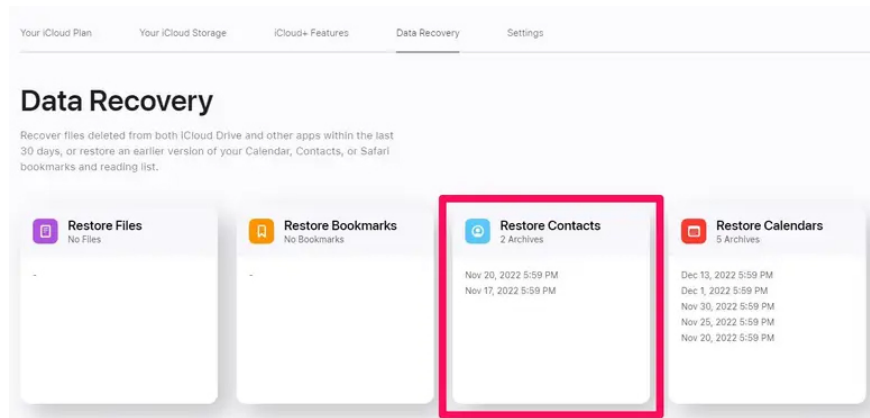 Your iCloud Plan
Your iCloud Storage
iCloud+ Features
Data Recovery
Settings
Data Recovery
Recover files deleted from both iCloud Drive and other apps within the last
30 days, or restore an earlier version of your Calendar, Contacts, or Safari
bookmarks and reading list.
Restore Files
No Files
-
Restore Bookmarks
No Bookmarks
-
Restore Contacts
2 Archives
Nov 20, 2022 5:59 PM
Nov 17, 2022 5:59 PM
Restore Calendars
5 Archives
Dec 13, 2022 5:59 PM
Dec 1, 2022 5:59 PM
Nov 30, 2022 5:59 PM
Nov 25, 2022 5:59 PM
Nov 20, 2022 5:59 PM